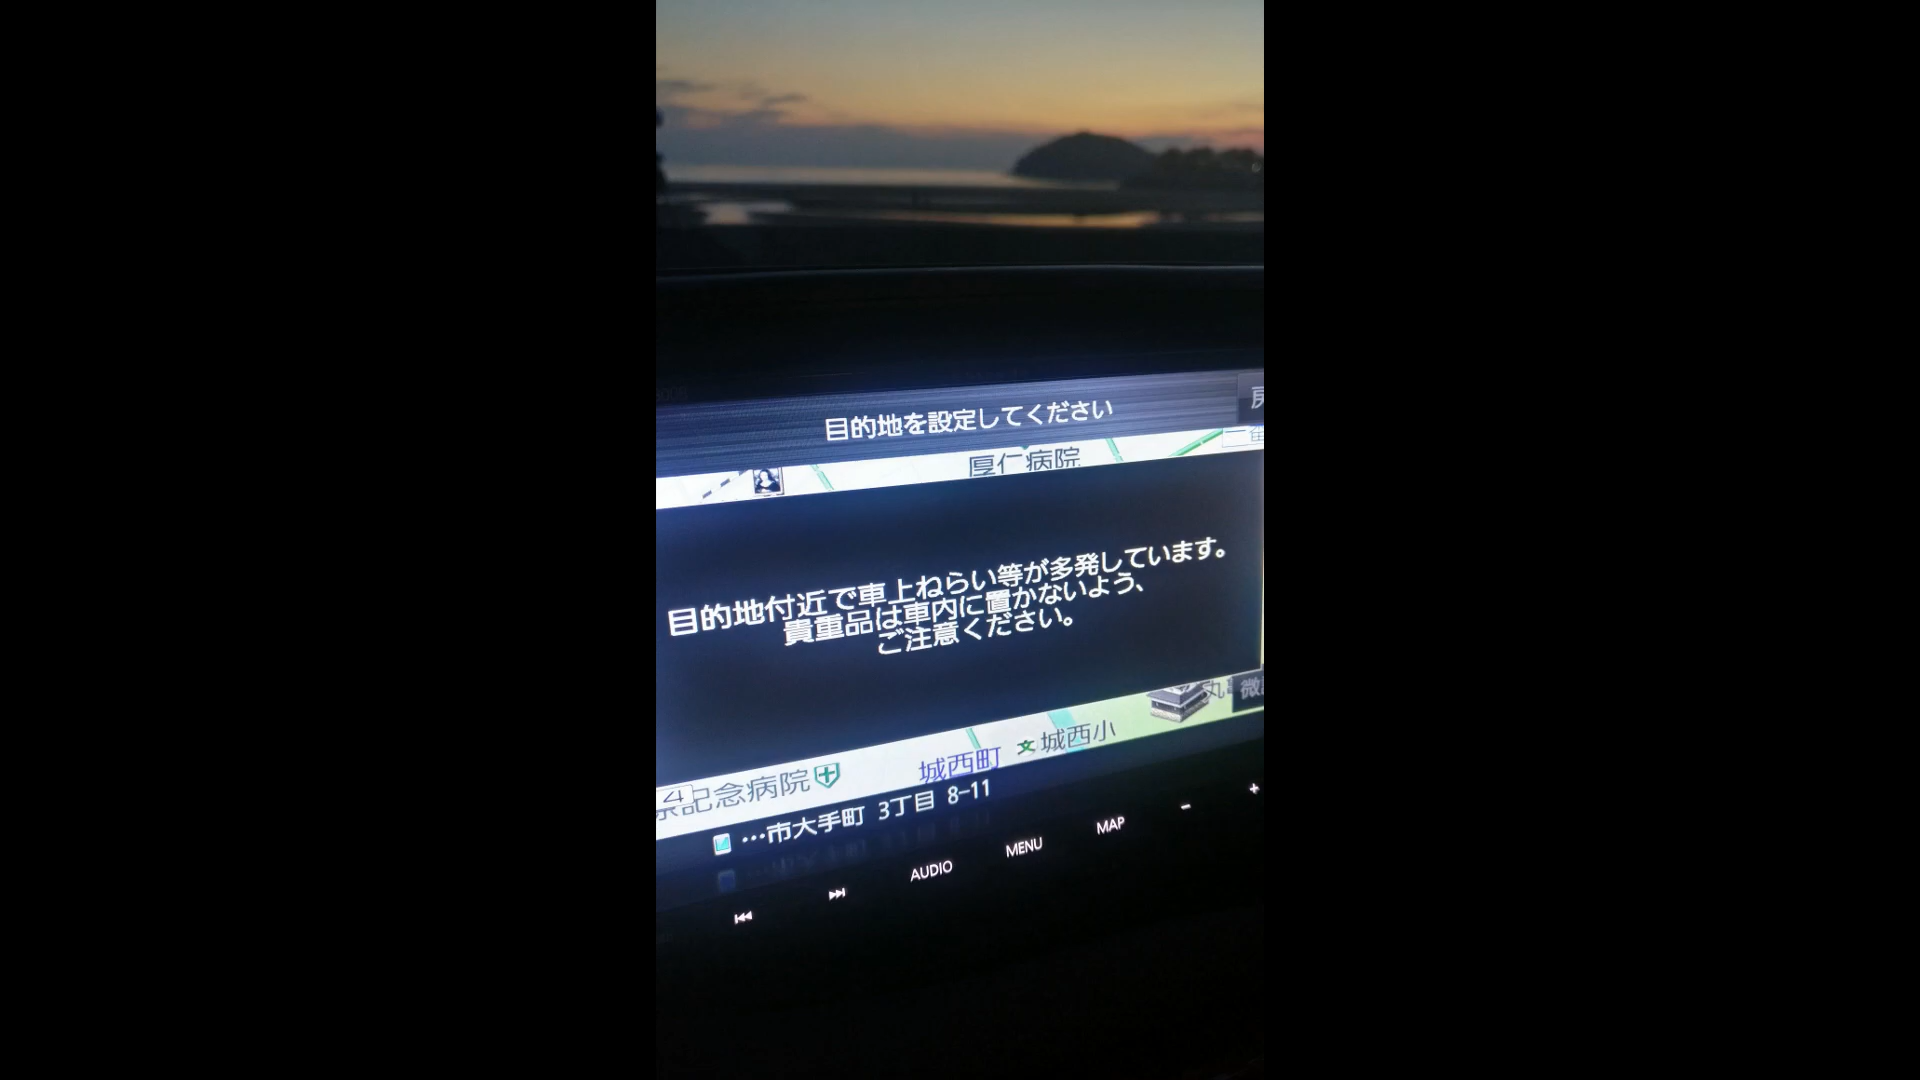 目的地を設定してください
戻
厚仁病院
目的地付近で車上ねらい等が多発しています。
貴重品は車内に置かないよう、
ご注意ください。
丸
微
文 城西小
城西町
記念病院
…市大手町 3丁目 8-11
AUDIO MENU MAP - +